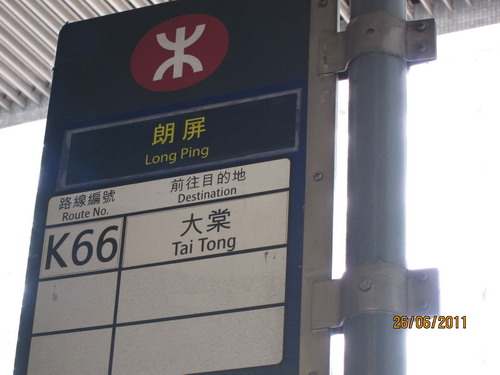 朗屏
Long Ping
路線編號
Route No.
前往目的地
Destination
K66
大棠
Tai Tong
26/06/2011